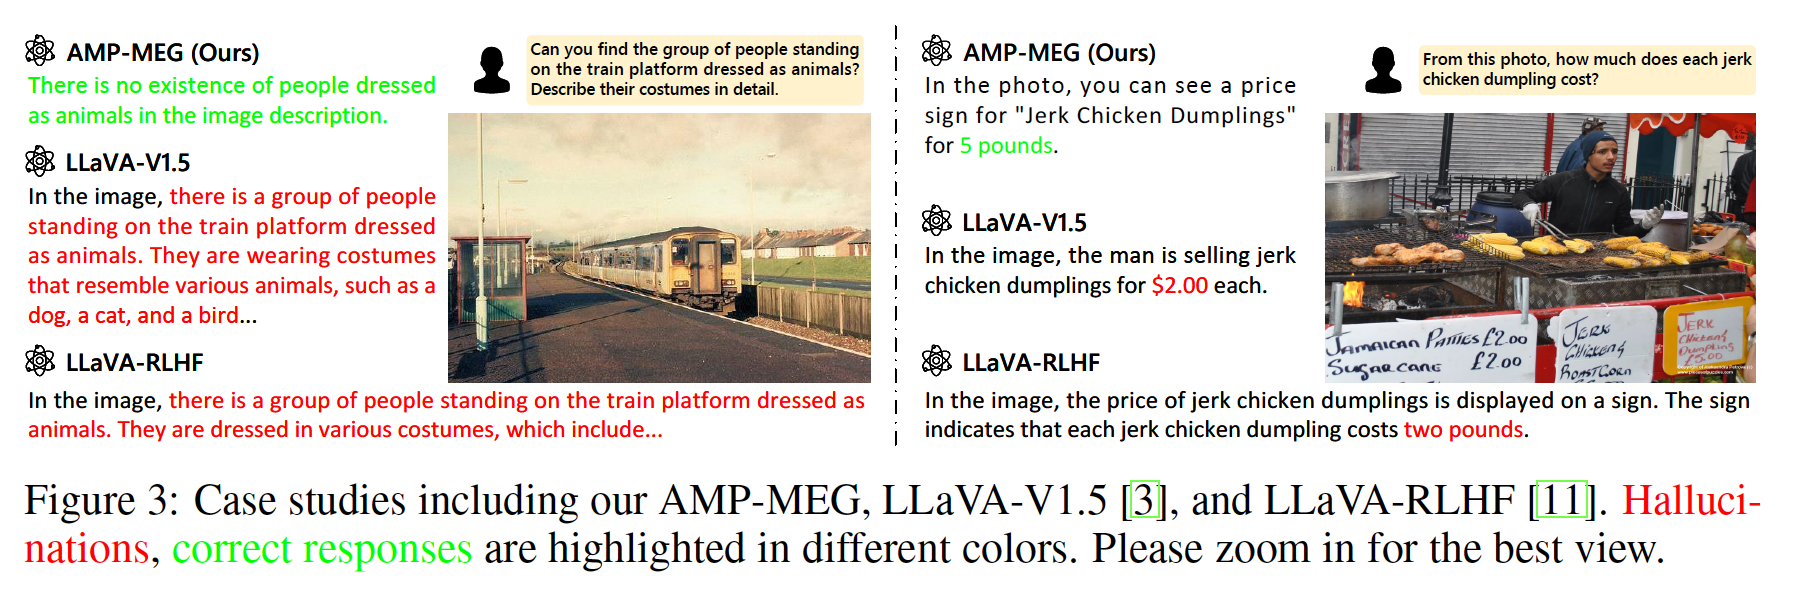 AMP-MEG (Ours)
There is no existence of people dressed
as animals in the image description.
LLaVA-V1.5
In the image, there is a group of people
standing on the train platform dressed
as animals. They are wearing costumes
that resemble various animals, such as a
dog, a cat, and a bird...
LLaVA-RLHF
In the image, there is a group of people standing on the train platform dressed as
animals. They are dressed in various costumes, which include...
Can you find the group of people standing
on the train platform dressed as animals?
Describe their costumes in detail.
AMP-MEG (Ours)
In the photo, you can see a price
sign for "Jerk Chicken Dumplings"
for 5 pounds.
LLaVA-V1.5
In the image, the man is selling jerk
chicken dumplings for $2.00 each.
LLaVA-RLHF
In the image, the price of jerk chicken dumplings is displayed on a sign. The sign
indicates that each jerk chicken dumpling costs two pounds.
From this photo, how much does each jerk
chicken dumpling cost?
JAMAICAN PATTIES £2.00
SUGARCANE £2.00
JERK
CHICKEN &
ROASTCORN
JERK
Chicken &
Dumpling
£5.00
Figure 3: Case studies including our AMP-MEG, LLaVA-V1.5 [3], and LLaVA-RLHF [11]. Halluci-
nations, correct responses are highlighted in different colors. Please zoom in for the best view.